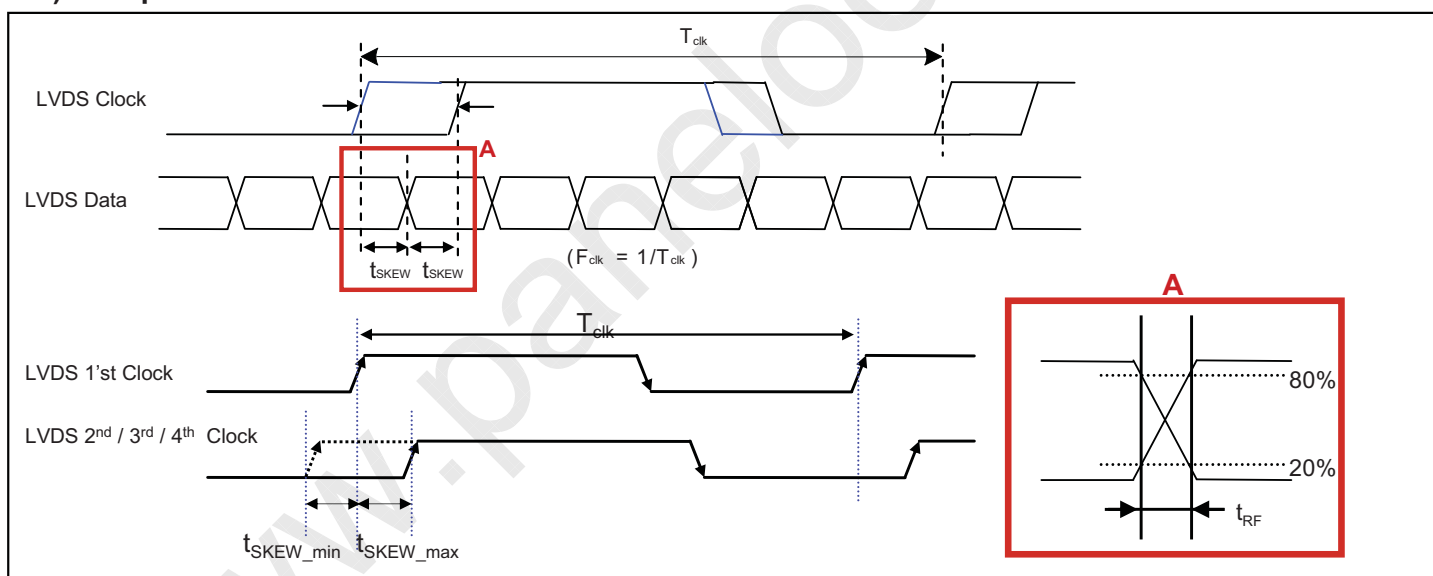 T clk
LVDS Clock
A
LVDS Data
tSKEW tSKEW
(Fclk = 1/Tclk)
A
Tclk
LVDS 1'st Clock
80%
LVDS 2nd / 3rd / 4th Clock
20%
tRF
tSKEW_min tSKEW_max